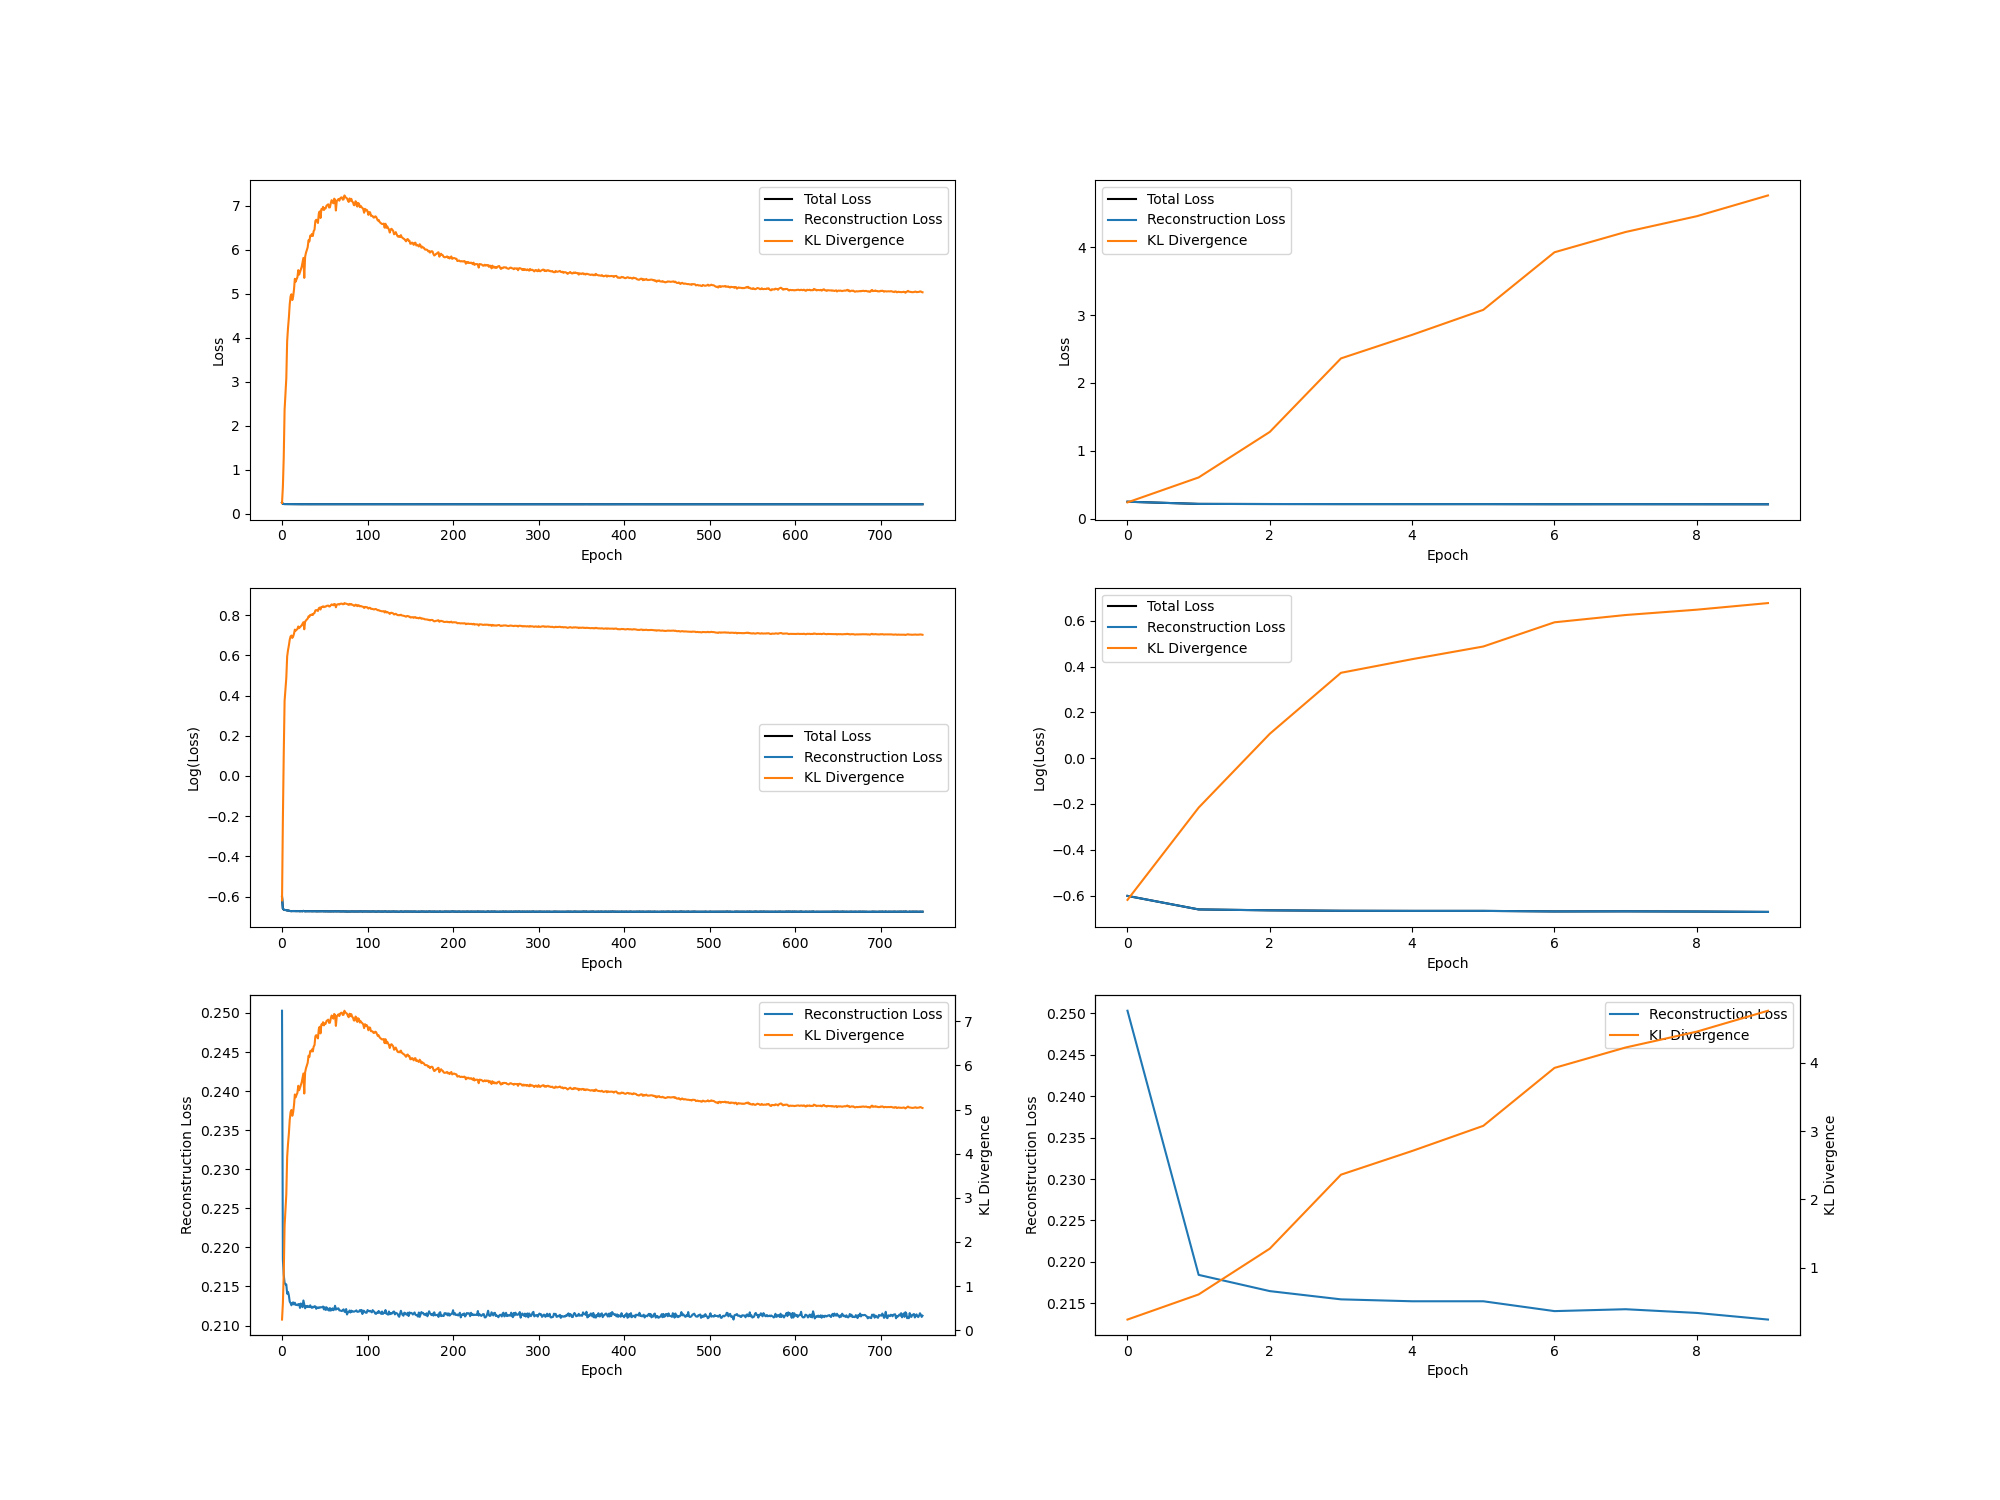 7
6
5
4
3
2
1
0
Loss
Total Loss
Reconstruction Loss
KL Divergence
0 100 200 300 400 500 600 700
Epoch
4
3
2
1
0
Loss
Total Loss
Reconstruction Loss
KL Divergence
0 2 4 6 8
Epoch
0.8
0.6
0.4
0.2
0.0
−0.2
−0.4
−0.6
Log(Loss)
Total Loss
Reconstruction Loss
KL Divergence
0 100 200 300 400 500 600 700
Epoch
0.6
0.4
0.2
0.0
−0.2
−0.4
−0.6
Log(Loss)
Total Loss
Reconstruction Loss
KL Divergence
0 2 4 6 8
Epoch
0.250
0.245
0.240
0.235
0.230
0.225
0.220
0.215
0.210
Reconstruction Loss
Reconstruction Loss
KL Divergence
7
6
5
4
3
2
1
0
KL Divergence
0 100 200 300 400 500 600 700
Epoch
0.250
0.245
0.240
0.235
0.230
0.225
0.220
0.215
Reconstruction Loss
Reconstruction Loss
KL Divergence
4
3
2
1
KL Divergence
0 2 4 6 8
Epoch